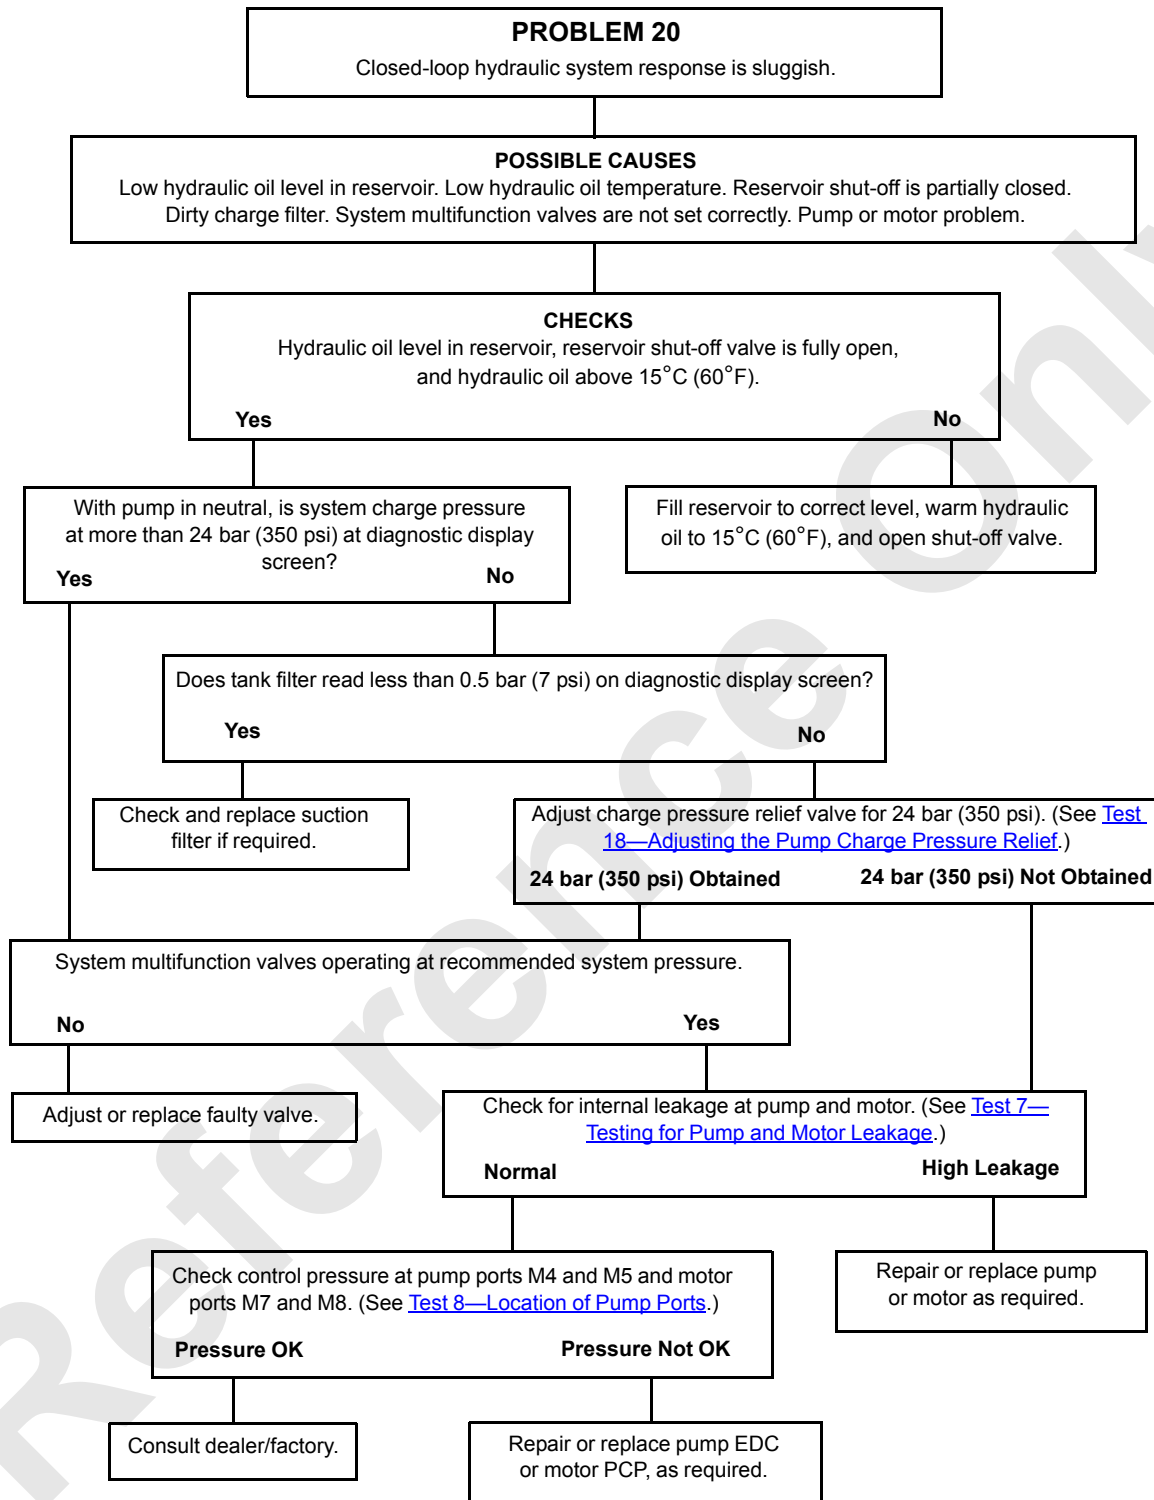 PROBLEM 20
Closed-loop hydraulic system response is sluggish.
POSSIBLE CAUSES
Low hydraulic oil level in reservoir. Low hydraulic oil temperature. Reservoir shut-off is partially closed.
Dirty charge filter. System multifunction valves are not set correctly. Pump or motor problem.
CHECKS
Hydraulic oil level in reservoir, reservoir shut-off valve is fully open,
and hydraulic oil above 15°C (60°F).
Yes
No
With pump in neutral, is system charge pressure
at more than 24 bar (350 psi) at diagnostic display
screen?
Yes
No
Fill reservoir to correct level, warm hydraulic
oil to 15°C (60°F), and open shut-off valve.
Does tank filter read less than 0.5 bar (7 psi) on diagnostic display screen?
Yes
No
Check and replace suction
filter if required.
Adjust charge pressure relief valve for 24 bar (350 psi). (See Test
18—Adjusting the Pump Charge Pressure Relief.)
24 bar (350 psi) Obtained
24 bar (350 psi) Not Obtained
System multifunction valves operating at recommended system pressure.
No
Yes
Adjust or replace faulty valve.
Check for internal leakage at pump and motor. (See Test 7—
Testing for Pump and Motor Leakage.)
Normal
High Leakage
Check control pressure at pump ports M4 and M5 and motor
ports M7 and M8. (See Test 8—Location of Pump Ports.)
Pressure OK
Pressure Not OK
Repair or replace pump
or motor as required.
Consult dealer/factory.
Repair or replace pump EDC
or motor PCP, as required.
Reference Only